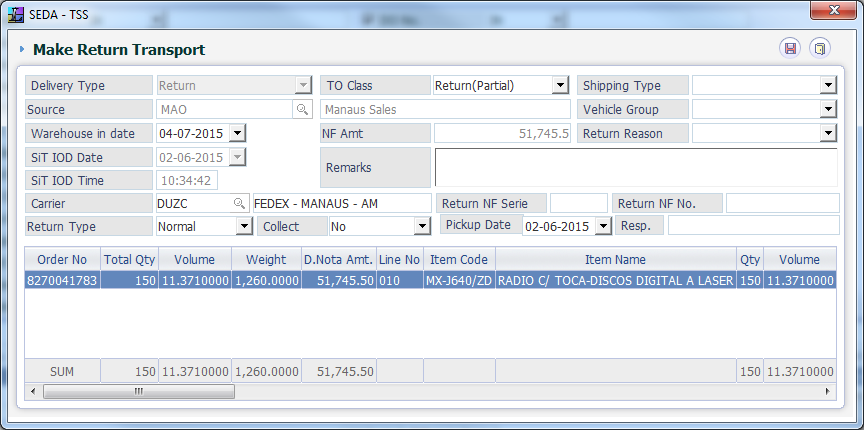 SEDA - TSS
Make Return Transport
Delivery Type Return TO Class Return(Partial) Shipping Type
Source MAO Manaus Sales Vehicle Group
Warehouse in date 04-07-2015 NF Amt 51,745.5 Return Reason
SiT IOD Date 02-06-2015 Remarks
SiT IOD Time 10:34:42
Carrier DUZC FEDEX - MANAUS - AM Return NF Serie Return NF No.
Return Type Normal Collect No Pickup Date 02-06-2015 Resp.
Order No Total Qty Volume Weight D.Nota Amt. Line No Item Code Item Name Qty Volume
8270041783 150 11.3710000 1,260.0000 51,745.50 010 MX-J640/ZD RADIO C/ TOCA-DISCOS DIGITAL A LASER 150 11.3710000
SUM 150 11.3710000 1,260.0000 51,745.50 150 11.3710000